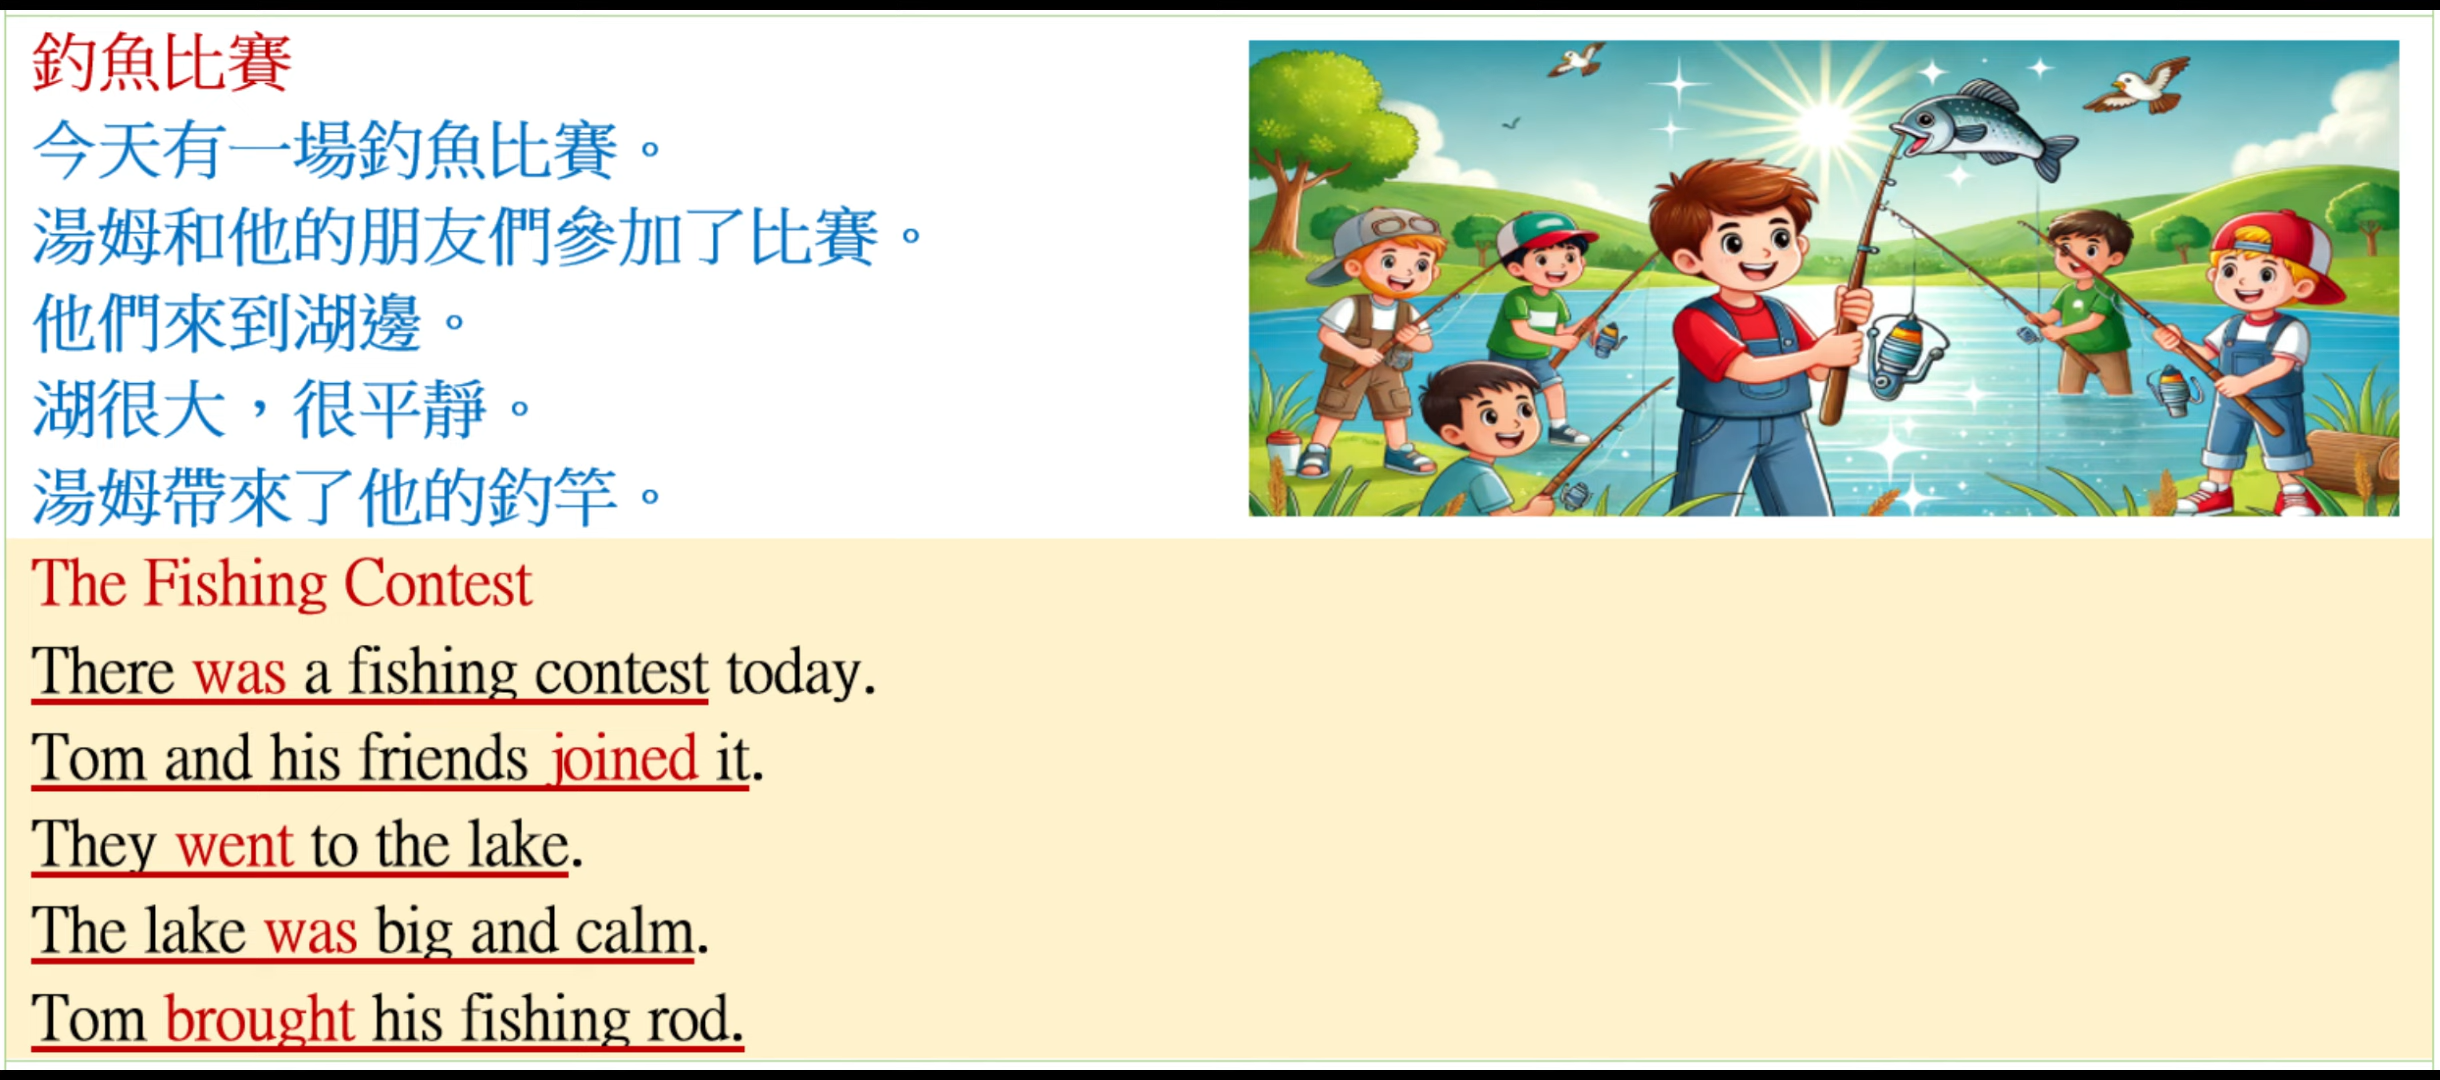 釣魚比賽
今天有一場釣魚比賽。
湯姆和他的朋友們參加了比賽。
他們來到湖邊。
湖很大，很平靜。
湯姆帶來了他的釣竿。
The Fishing Contest
There was a fishing contest today.
Tom and his friends joined it.
They went to the lake.
The lake was big and calm.
Tom brought his fishing rod.